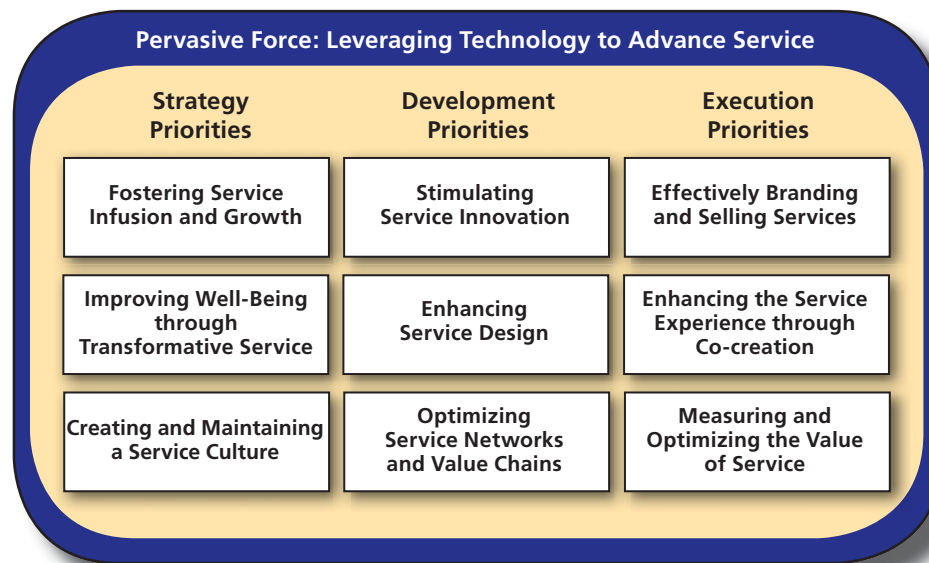 Pervasive Force: Leveraging Technology to Advance Service
Strategy
Priorities
Fostering Service
Infusion and Growth
Improving Well-Being
through
Transformative Service
Creating and Maintaining
a Service Culture
Development
Priorities
Stimulating
Service Innovation
Enhancing
Service Design
Optimizing
Service Networks
and Value Chains
Execution
Priorities
Effectively Branding
and Selling Services
Enhancing the Service
Experience through
Co-creation
Measuring and
Optimizing the Value
of Service